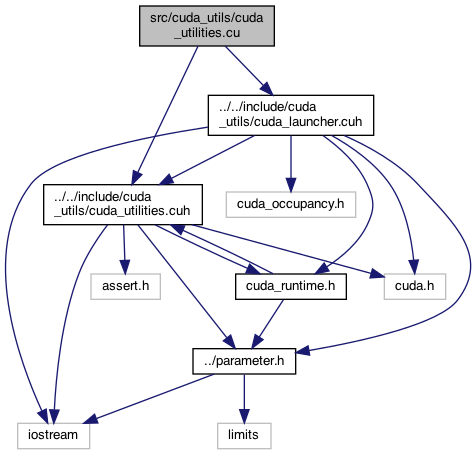 src/cuda_utils/cuda
_utilities.cu
../../include/cuda
_utils/cuda_launcher.cuh
../../include/cuda
_utils/cuda_utilities.cuh
cuda_occupancy.h
assert.h
cuda_runtime.h
cuda.h
../parameter.h
iostream
limits